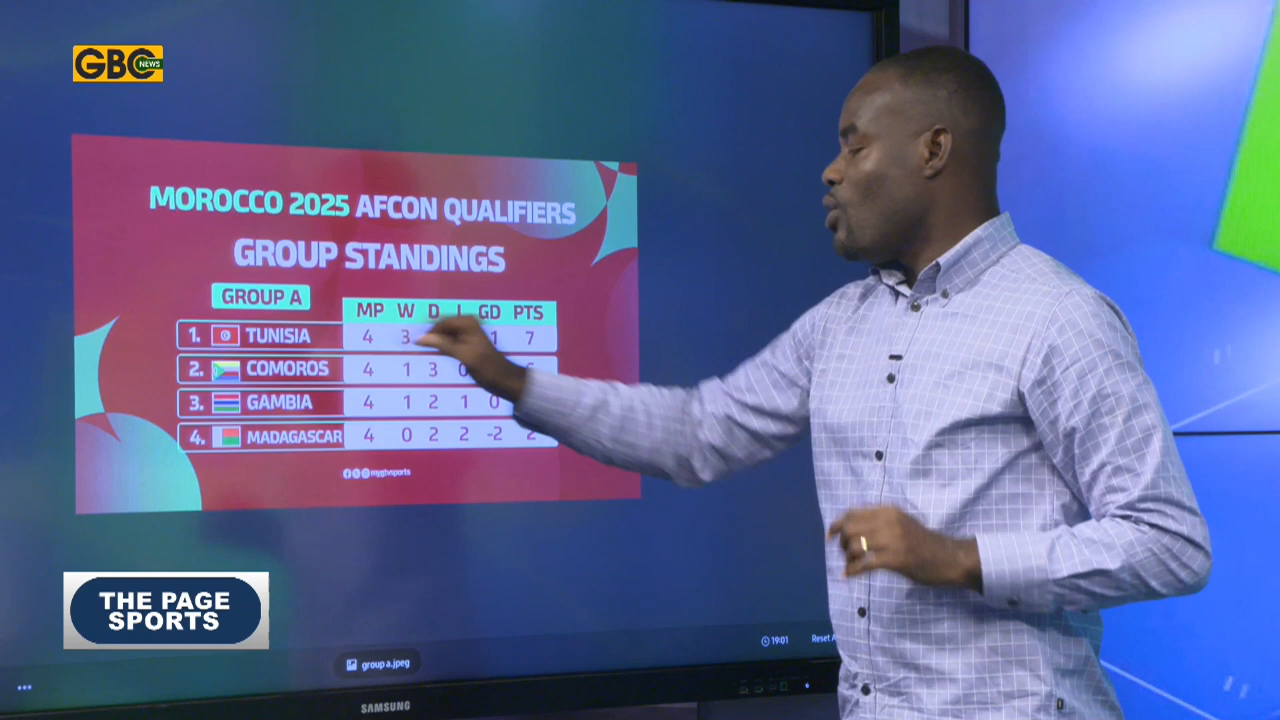 GBC NEWS
MOROCCO 2025 AFCON QUALIFIERS
GROUP STANDINGS
GROUP A
MP W D L GD PTS
1. TUNISIA 4 3 1 7
2. COMOROS 4 1 3 0
3. GAMBIA 4 1 2 1 0
4. MADAGASCAR 4 0 2 2 -2 2
mygtvsports
THE PAGE
SPORTS
19:01 Reset
group a.jpeg
SAMSUNG